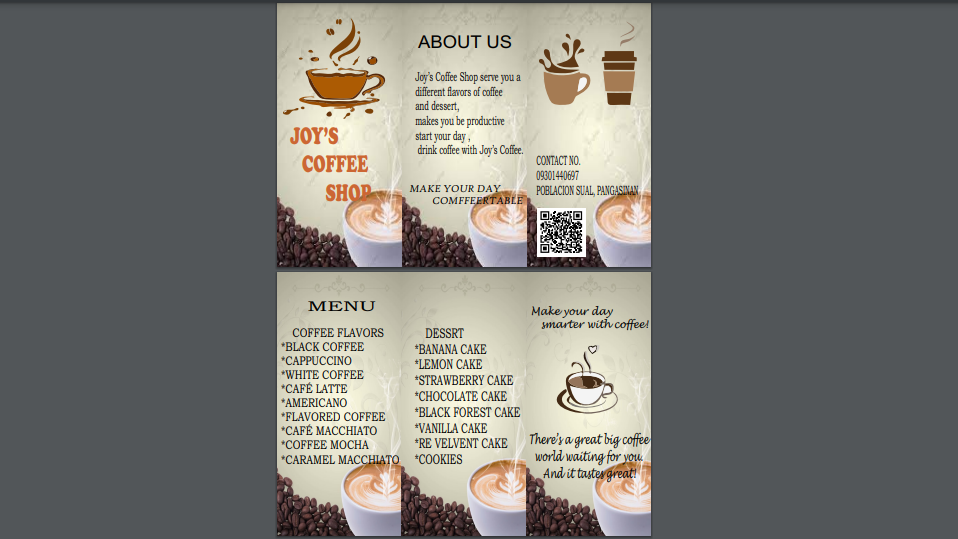 JOY'S
COFFEE
SHOP
ABOUT US
Joy's Coffee Shop serve you a
different flavors of coffee
and dessert,
makes you be productive
start your day ,
drink coffee with Joy's Coffee.
MAKE YOUR DAY
COMFFEERTABLE
CONTACT NO.
09301440697
POBLACION SUAL, PANGASINAN
MENU
COFFEE FLAVORS
*BLACK COFFEE
*CAPPUCCINO
*WHITE COFFEE
*CAFÉ LATTE
*AMERICANO
*FLAVORED COFFEE
*CAFÉ MACCHIATO
*COFFEE MOCHA
*CARAMEL MACCHIATO
DESSRT
*BANANA CAKE
*LEMON CAKE
*STRAWBERRY CAKE
*CHOCOLATE CAKE
*BLACK FOREST CAKE
*VANILLA CAKE
*RE VELVENT CAKE
*COOKIES
Make your day
smarter with coffee!
There's a great big coffee
world waiting for you.
And it tastes great!